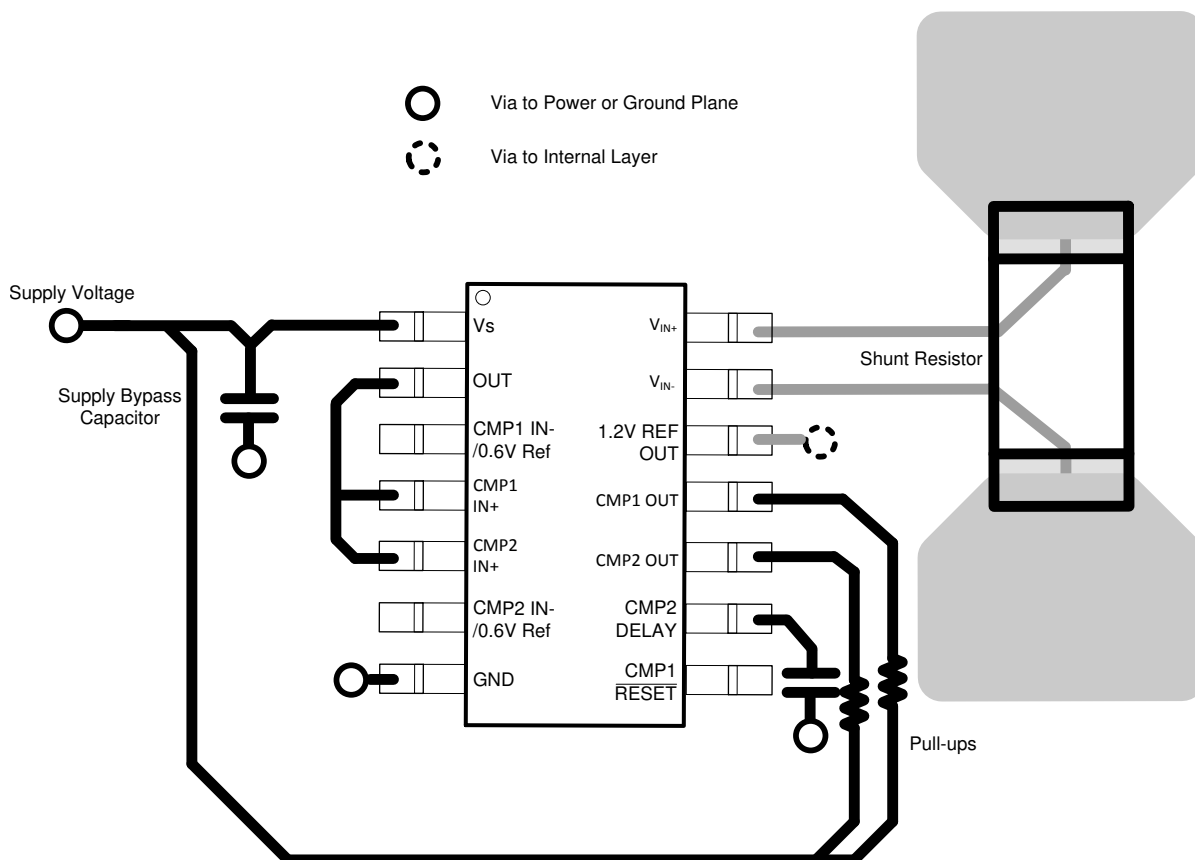 Via to Power or Ground Plane
Via to Internal Layer
Supply Voltage
Supply Bypass
Capacitor
Vs
OUT
CMP1 IN-
/0.6V Ref
CMP1
IN+
CMP2
IN+
CMP2 IN-
/0.6V Ref
GND
VIN+
VIN-
1.2V REF
OUT
CMP1 OUT
CMP2 OUT
CMP2
DELAY
CMP1
RESET
Shunt Resistor
Pull-ups